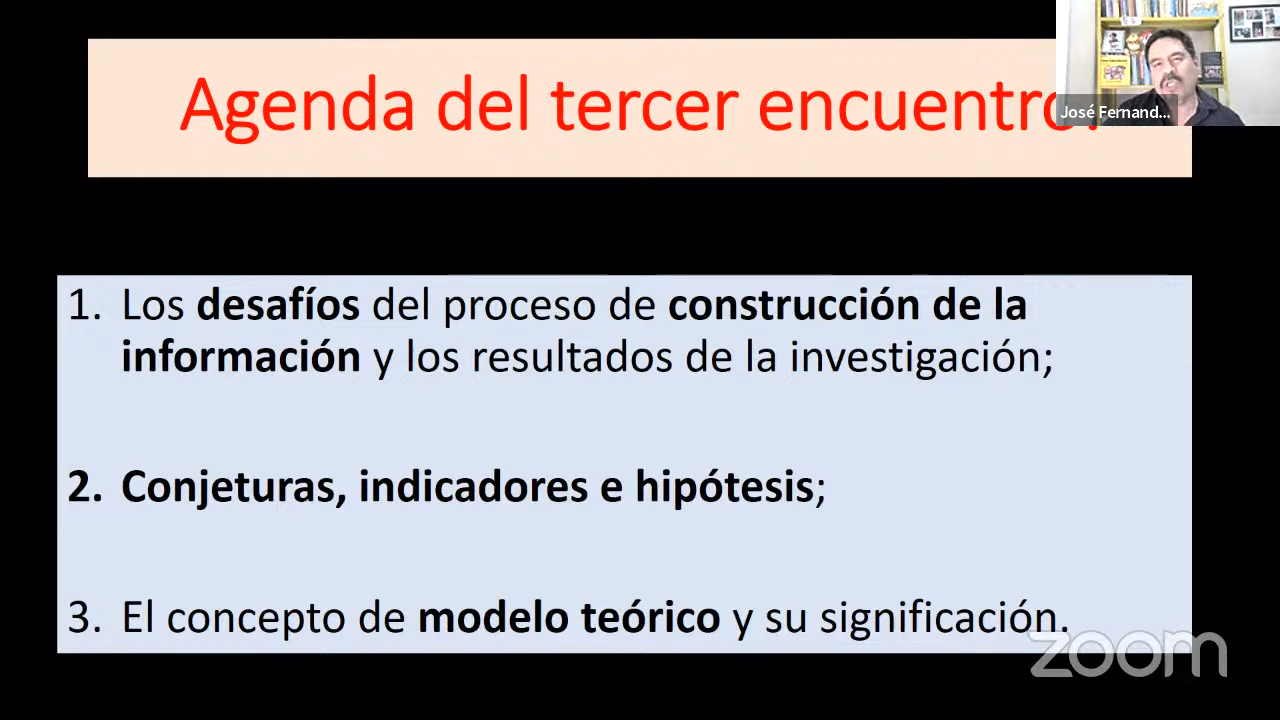 Agenda del tercer encuentro.
José Fernand...
1. Los desafíos del proceso de construcción de la
información y los resultados de la investigación;
2. Conjeturas, indicadores e hipótesis;
3. El concepto de modelo teórico y su significación.
zoom